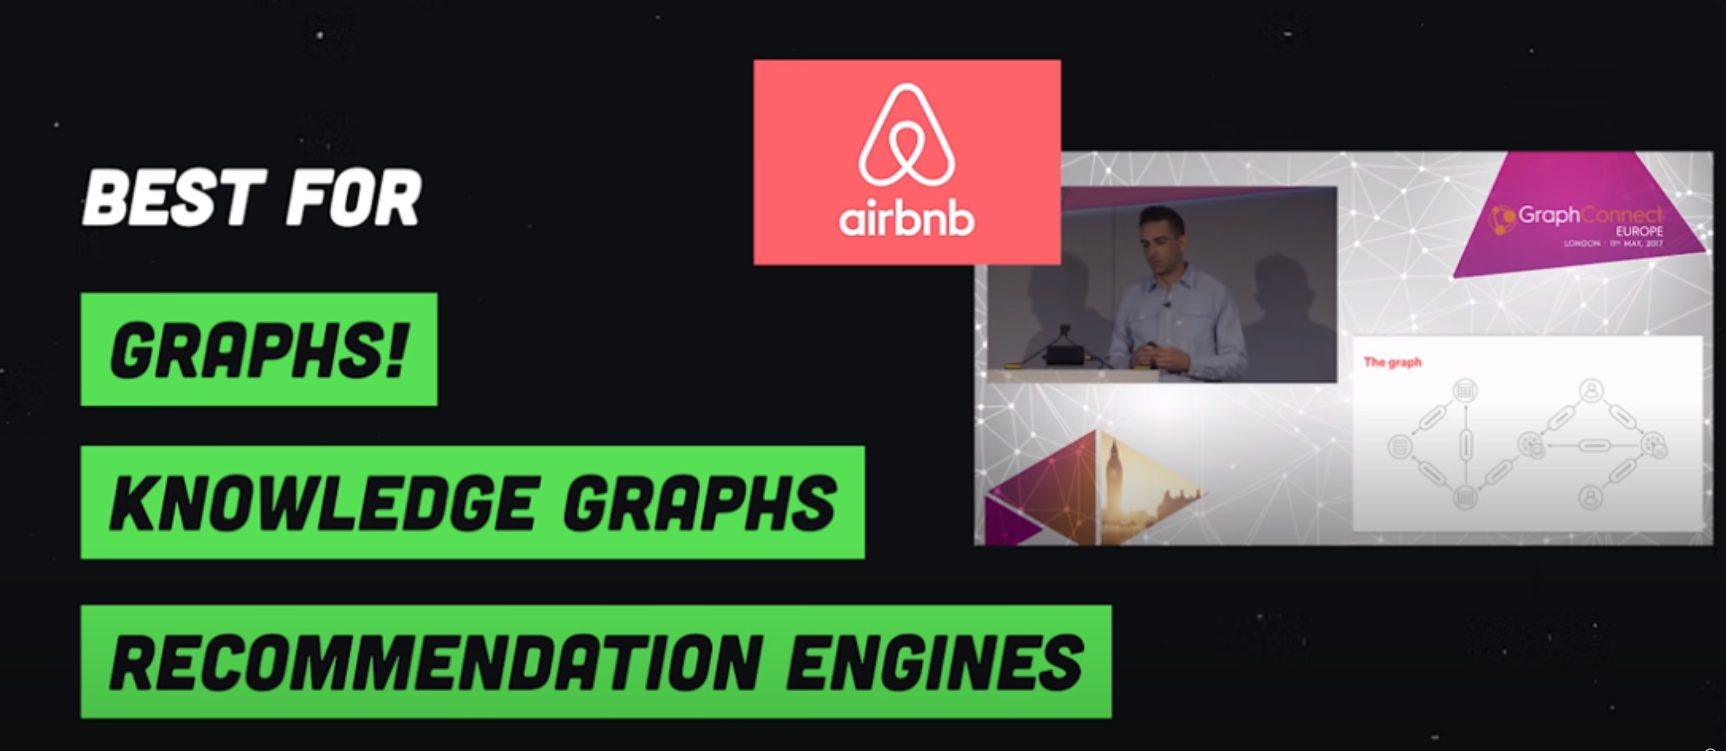 BEST FOR
GRAPHS!
KNOWLEDGE GRAPHS
RECOMMENDATION ENGINES
airbnb
GraphConnect
EUROPE
LONDON - 11th MAY, 2017
The graph